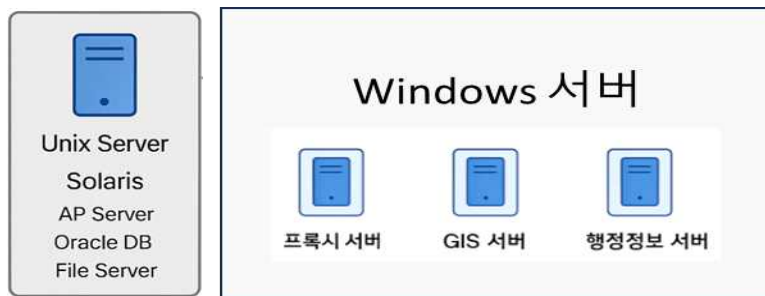 Unix Server
Solaris
AP Server
Oracle DB
File Server
Windows 서버
프록시 서버
GIS 서버
행정정보 서버